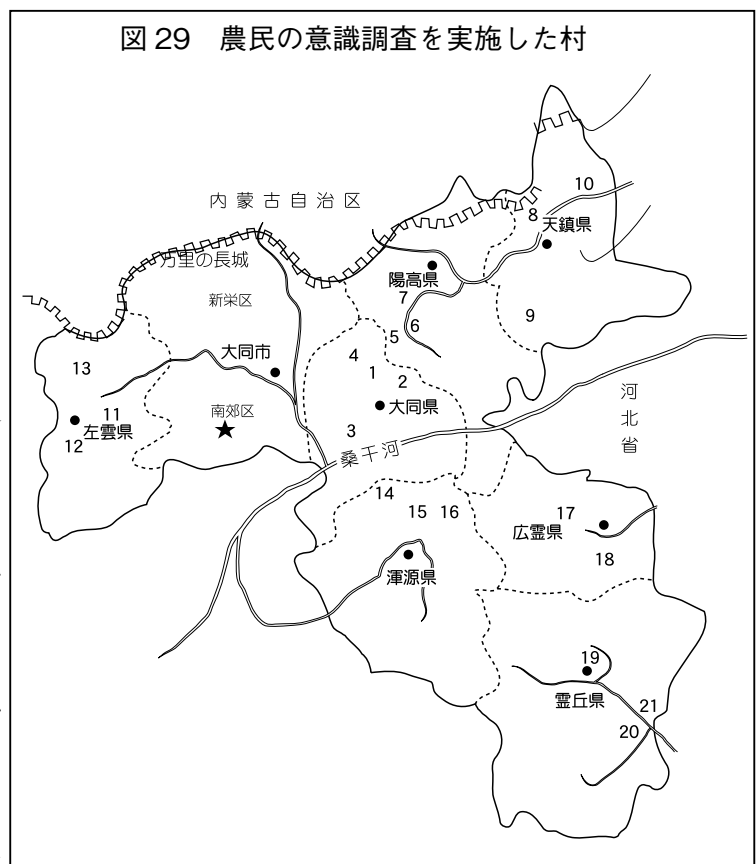 図 29 農民の意識調査を実施した村
内蒙古自治区
10
8
天鎮県
万里の長城
陽高県
新栄区
7
9
6
5
大同市
4
13
1
2
河北省
大同県
11
南郊区
左雲県
3
12
桑干河
14
15
16
17
広霊県
18
渾源県
19
霊丘県
21
20